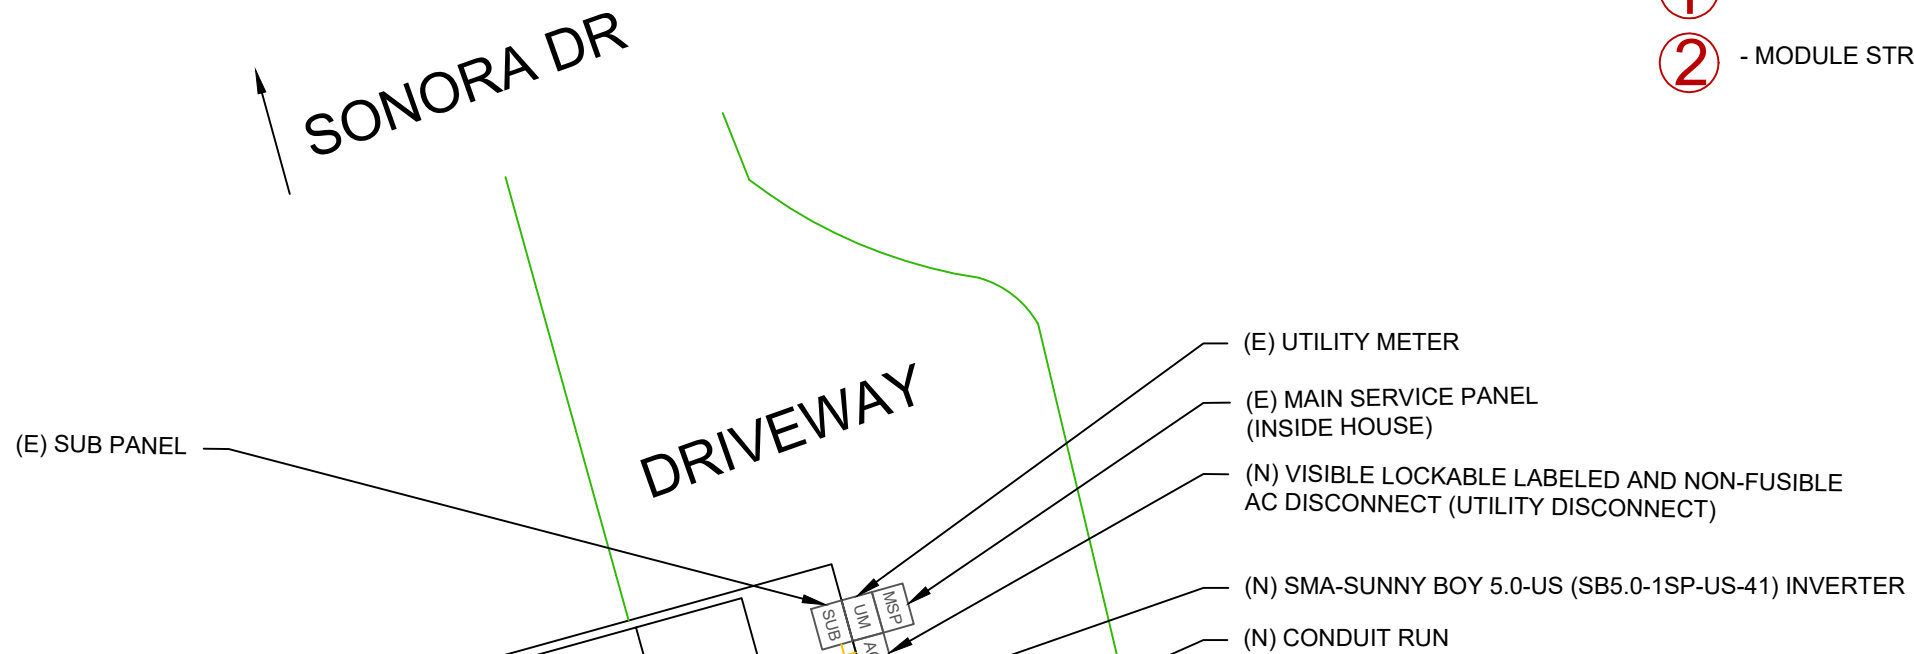 1
2 - MODULE STR
SONORA DR
DRIVEWAY
(E) SUB PANEL
(E) UTILITY METER
(E) MAIN SERVICE PANEL
(INSIDE HOUSE)
(N) VISIBLE LOCKABLE LABELED AND NON-FUSIBLE
AC DISCONNECT (UTILITY DISCONNECT)
(N) SMA-SUNNY BOY 5.0-US (SB5.0-1SP-US-41) INVERTER
(N) CONDUIT RUN
SUB
UM
MSP
AC